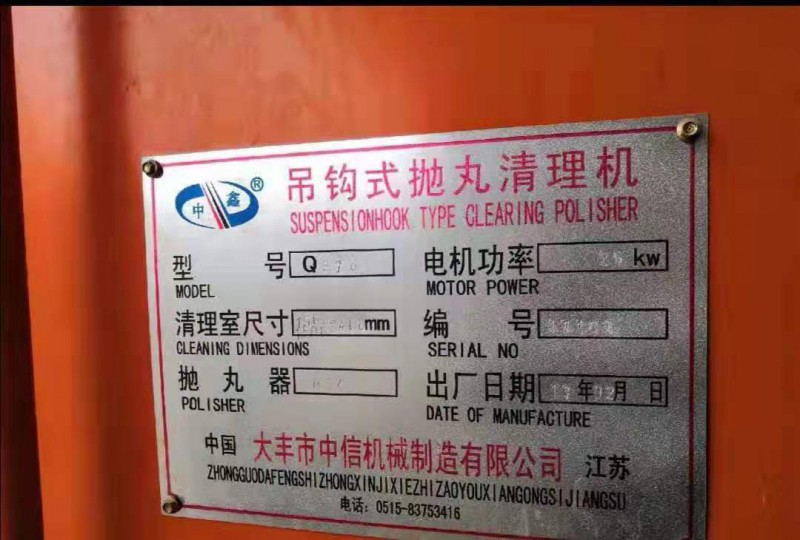 中鑫®
吊钩式抛丸清理机
SUSPENSIONHOOK TYPE CLEARING POLISHER
型 号 Q
MODEL
电机功率 kw
MOTOR POWER
清理室尺寸 mm
CLEANING DIMENSIONS
编 号
SERIAL NO
抛丸器
POLISHER
出厂日期 年 月 日
DATE OF MANUFACTURE
中国 大丰市中信机械制造有限公司 江苏
ZHONGGUODAFENGSHIZHONGXINJIXIEZHIZAOYOUXIANGONGSIJIANGSU
电话：0515-83753416